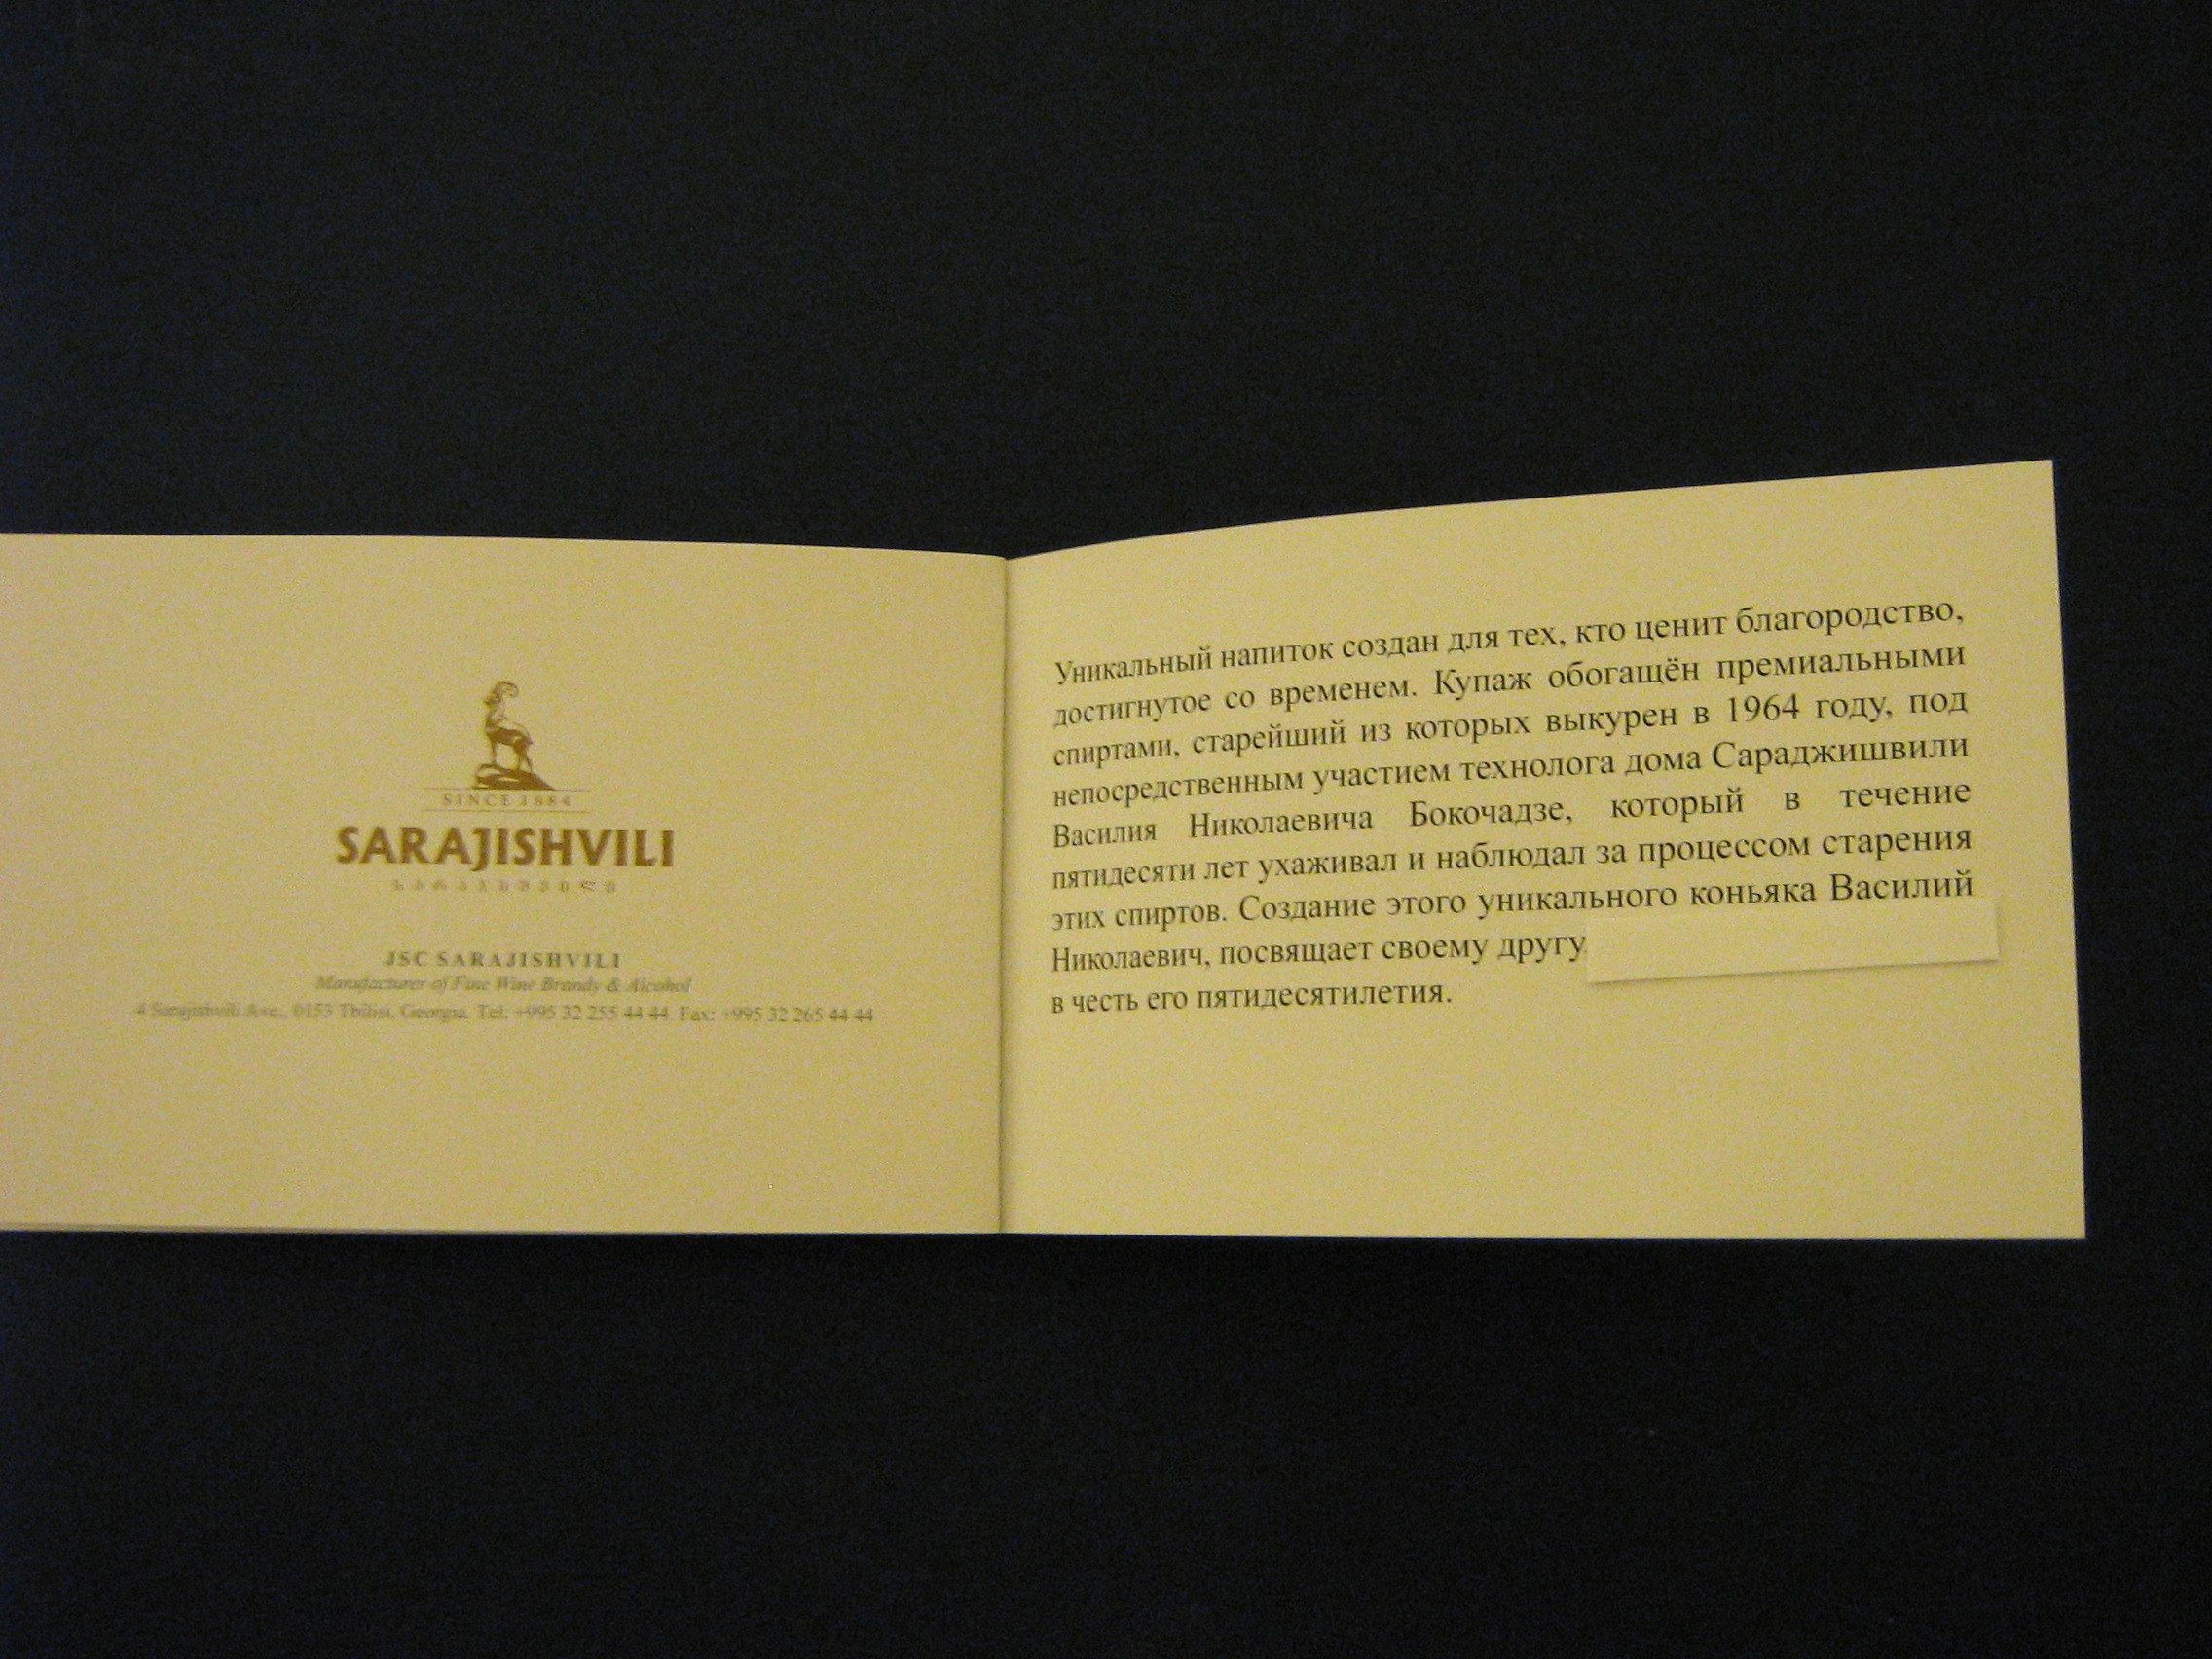 SINCE 1884
SARAJISHVILI
სარაჯიშვილი
JSC SARAJISHVILI
Manufacturer of Fine Wine Brandy & Alcohol
4 Sarajishvili Ave., 0153 Tbilisi, Georgia. Tel: +995 32 255 44 44. Fax: +995 32 265 44 44
Уникальный напиток создан для тех, кто ценит благородство,
достигнутое со временем. Купаж обогащён премиальными
спиртами, старейший из которых выкурен в 1964 году, под
непосредственным участием технолога дома Сараджишвили
Василия Николаевича Бокочадзе, который в течение
пятидесяти лет ухаживал и наблюдал за процессом старения
этих спиртов. Создание этого уникального коньяка Василий
Николаевич, посвящает своему другу
в честь его пятидесятилетия.